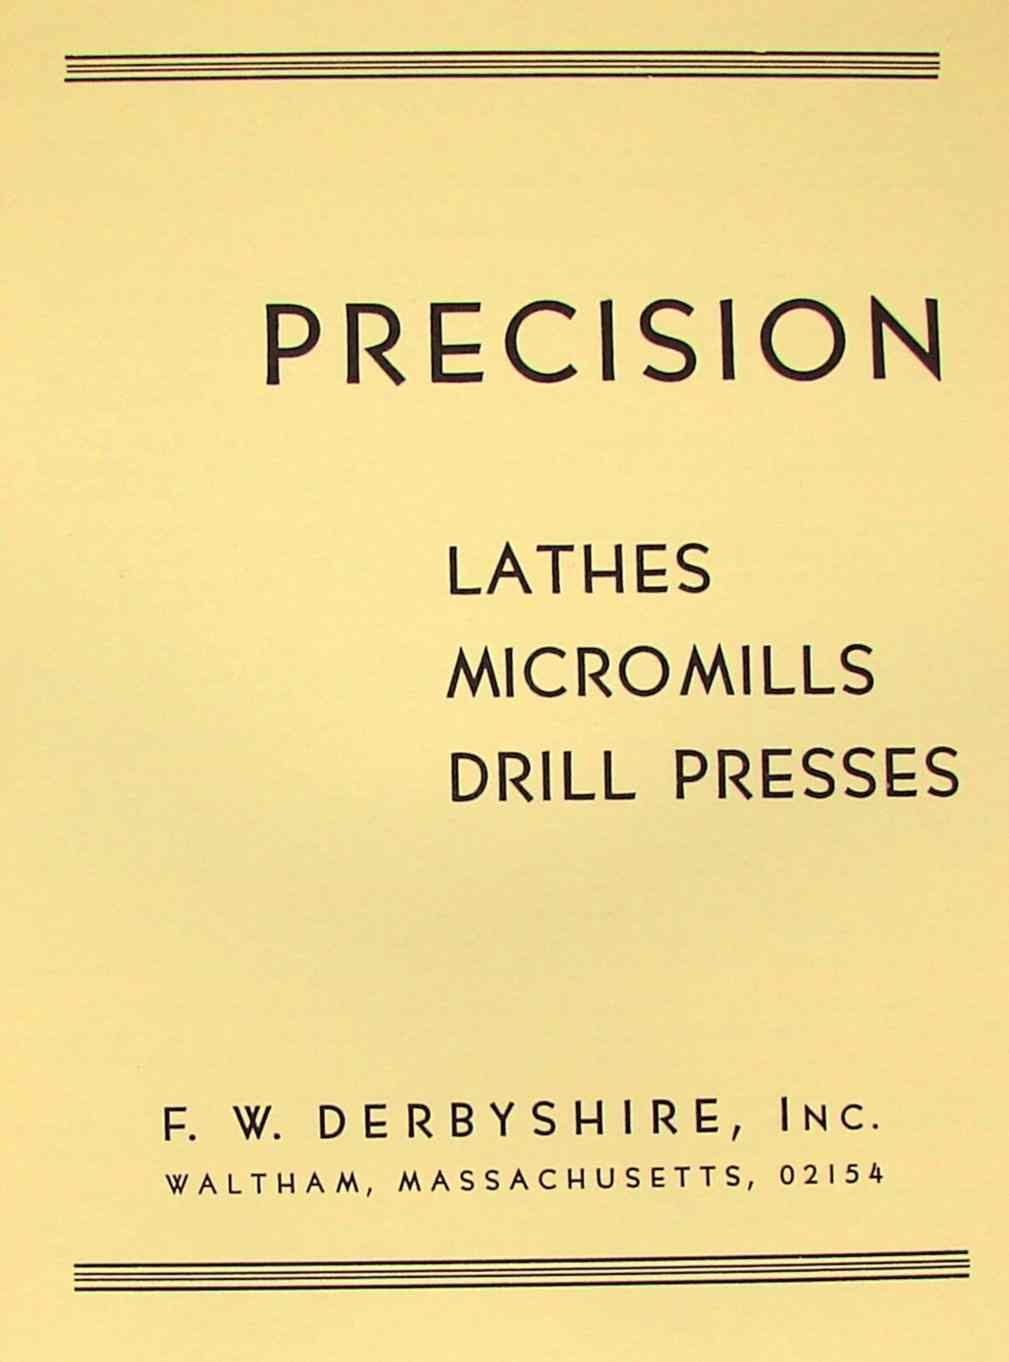 PRECISION
LATHES
MICROMILLS
DRILL PRESSES
F. W. DERBYSHIRE, INC.
WALTHAM, MASSACHUSETTS, 02154